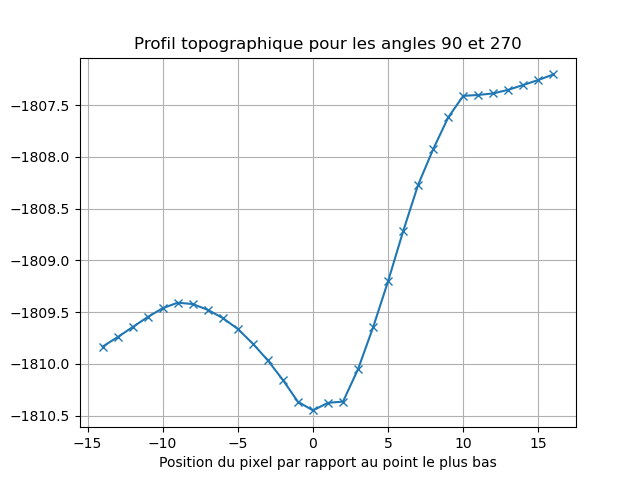 Profil topographique pour les angles 90 et 270
−1807.5
−1808.0
−1808.5
−1809.0
−1809.5
−1810.0
−1810.5
−15 −10 −5 0 5 10 15
Position du pixel par rapport au point le plus bas